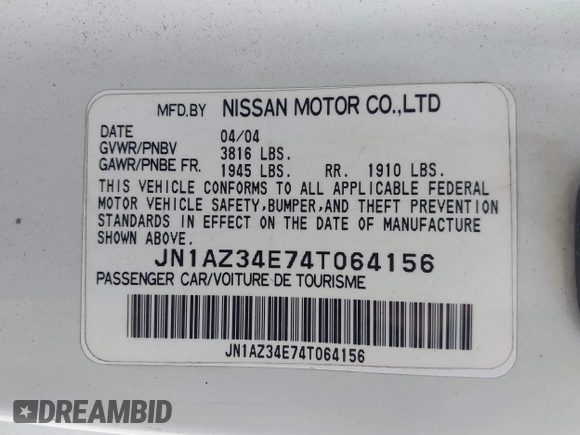 MFD.BY NISSAN MOTOR CO.,LTD
DATE 04/04
GVWR/PNBV 3816 LBS.
GAWR/PNBE FR. 1945 LBS. RR. 1910 LBS.
THIS VEHICLE CONFORMS TO ALL APPLICABLE FEDERAL
MOTOR VEHICLE SAFETY,BUMPER,AND THEFT PREVENTION
STANDARDS IN EFFECT ON THE DATE OF MANUFACTURE
SHOWN ABOVE.
JN1AZ34E74T064156
PASSENGER CAR/VOITURE DE TOURISME
JN1AZ34E74T064156
DREAMBID